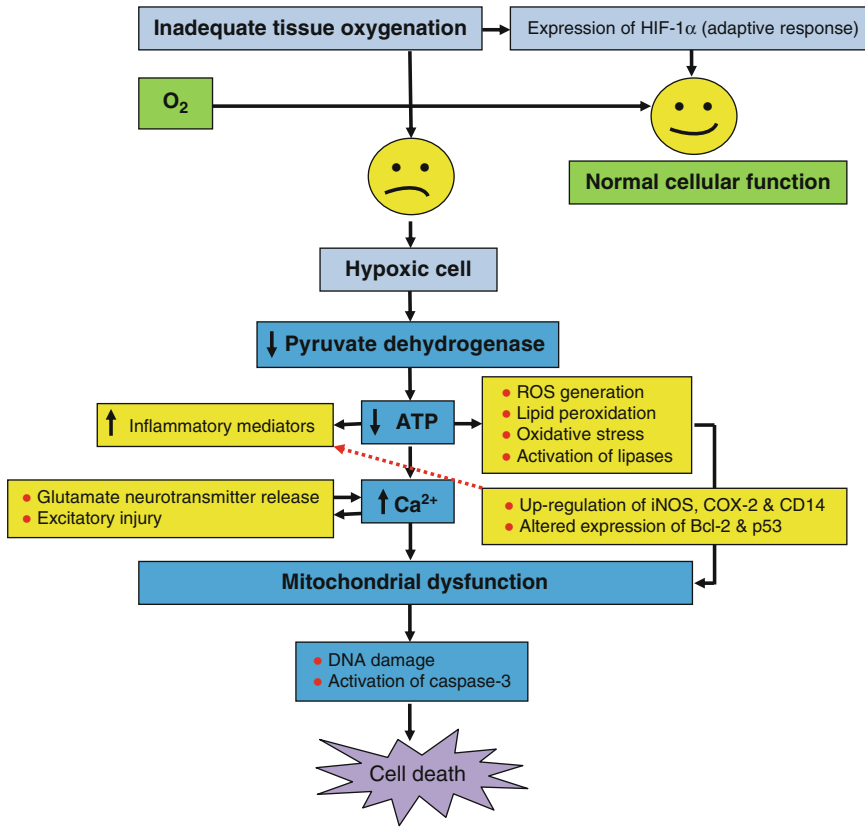 Inadequate tissue oxygenation
Expression of HIF-1α (adaptive response)
O₂
Normal cellular function
Hypoxic cell
↓ Pyruvate dehydrogenase
↑ Inflammatory mediators
↓ ATP
• ROS generation
• Lipid peroxidation
• Oxidative stress
• Activation of lipases
• Glutamate neurotransmitter release
• Excitatory injury
↑ Ca²⁺
• Up-regulation of iNOS, COX-2 & CD14
• Altered expression of Bcl-2 & p53
Mitochondrial dysfunction
• DNA damage
• Activation of caspase-3
Cell death